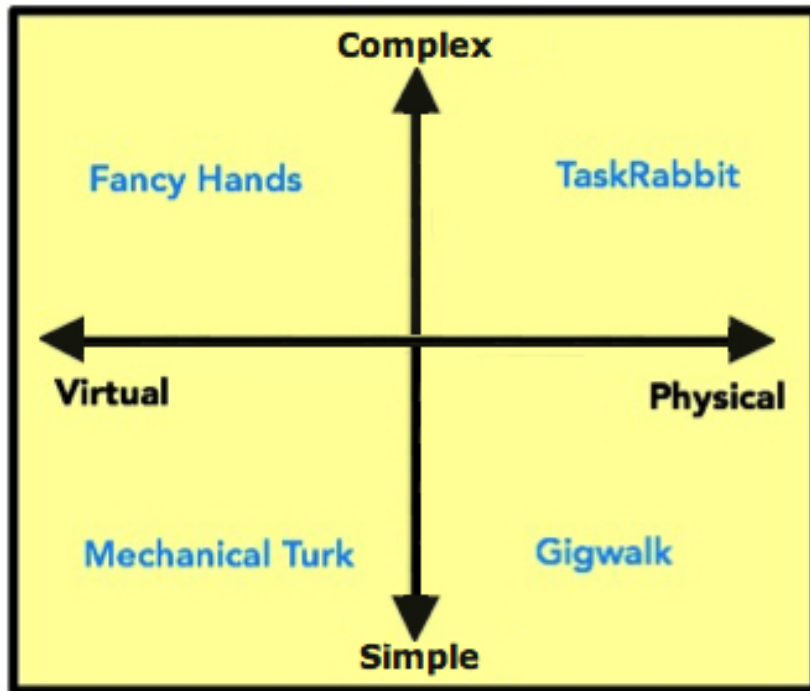 Complex
Fancy Hands
TaskRabbit
Virtual
Physical
Mechanical Turk
Gigwalk
Simple